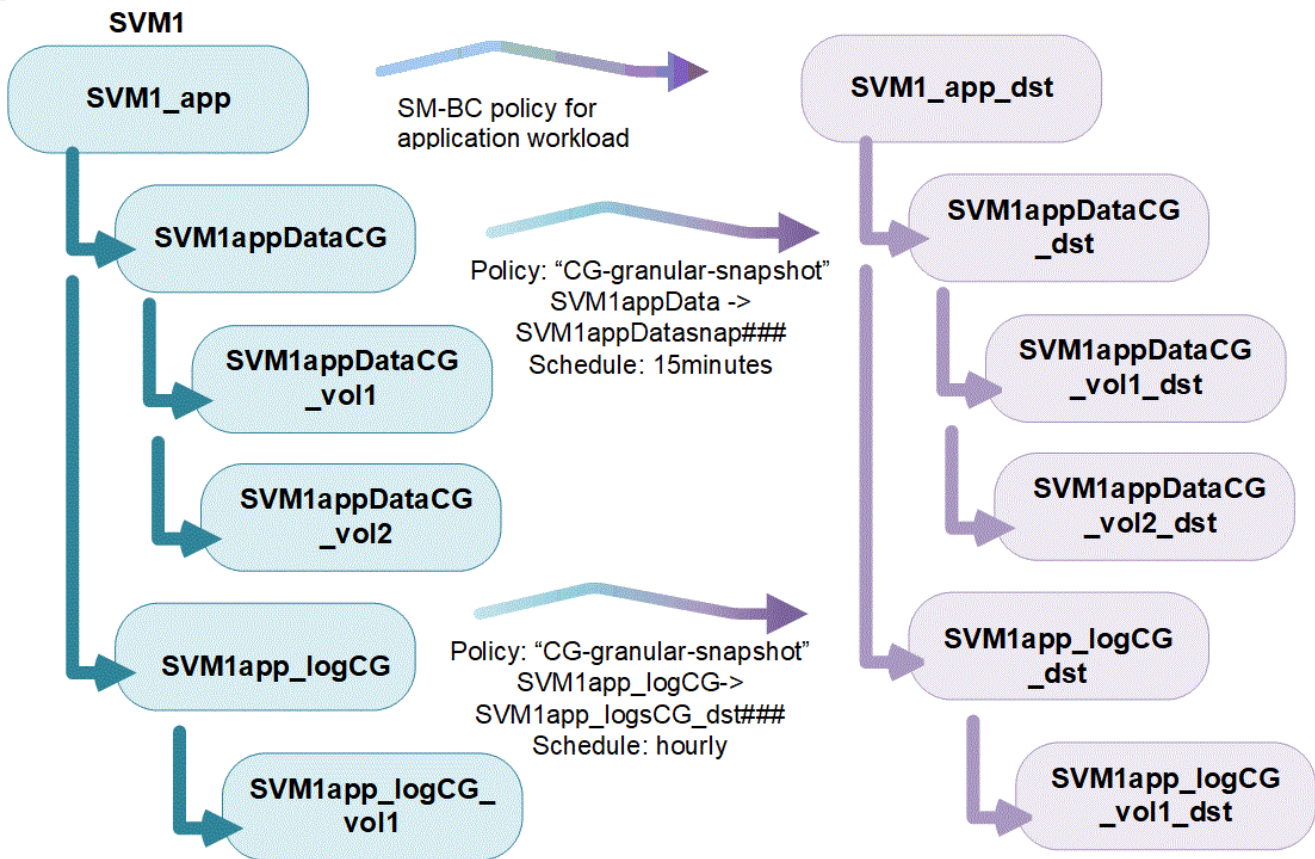 SVM1
SVM1_app
SM-BC policy for
application workload
SVM1_app_dst
SVM1appDataCG
Policy: “CG-granular-snapshot”
SVM1appData ->
SVM1appDatasnap###
Schedule: 15minutes
SVM1appDataCG
_dst
SVM1appDataCG
_vol1
SVM1appDataCG
_vol1_dst
SVM1appDataCG
_vol2
SVM1appDataCG
_vol2_dst
SVM1app_logCG
Policy: “CG-granular-snapshot”
SVM1app_logCG->
SVM1app_logsCG_dst###
Schedule: hourly
SVM1app_logCG
_dst
SVM1app_logCG_
vol1
SVM1app_logCG
_vol1_dst